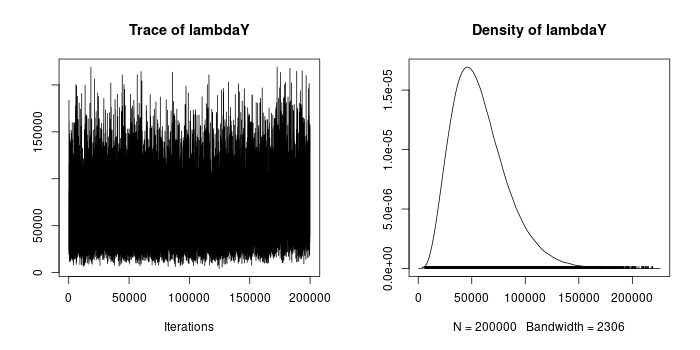 Trace of lambdaY
150000
50000
0
0
50000
100000
150000
200000
Iterations
Density of lambdaY
1.5e-05
1.0e-05
5.0e-06
0.0e+00
0
50000
100000
150000
200000
N = 200000 Bandwidth = 2306